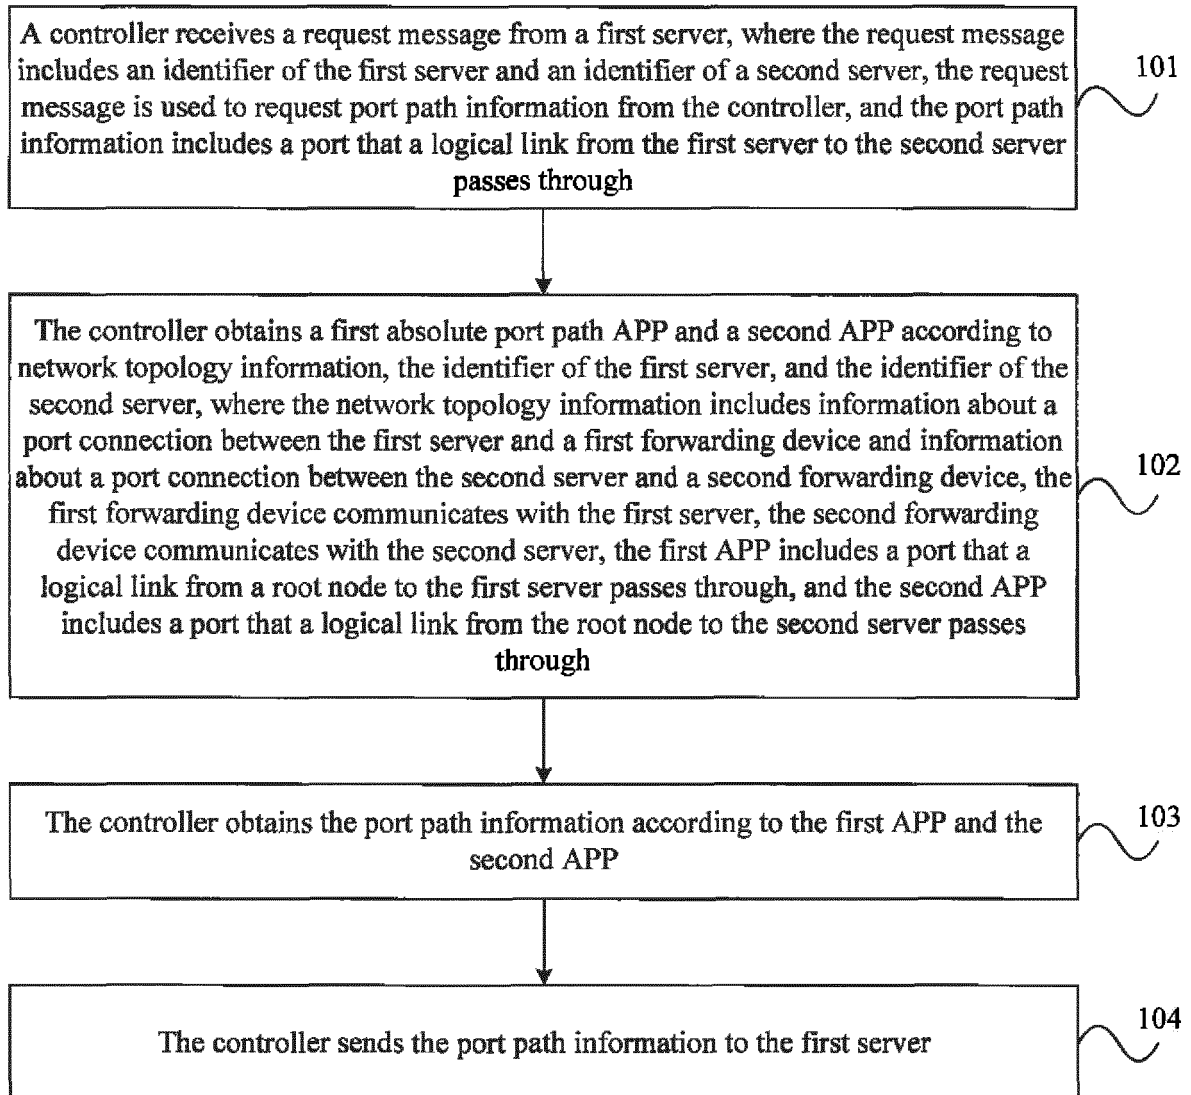 A controller receives a request message from a first server, where the request message
includes an identifier of the first server and an identifier of a second server, the request
message is used to request port path information from the controller, and the port path
information includes a port that a logical link from the first server to the second server
passes through
101
The controller obtains a first absolute port path APP and a second APP according to
network topology information, the identifier of the first server, and the identifier of the
second server, where the network topology information includes information about a
port connection between the first server and a first forwarding device and information
about a port connection between the second server and a second forwarding device, the
first forwarding device communicates with the first server, the second forwarding
device communicates with the second server, the first APP includes a port that a
logical link from a root node to the first server passes through, and the second APP
includes a port that a logical link from the root node to the second server passes
through
102
The controller obtains the port path information according to the first APP and the
second APP
103
The controller sends the port path information to the first server
104